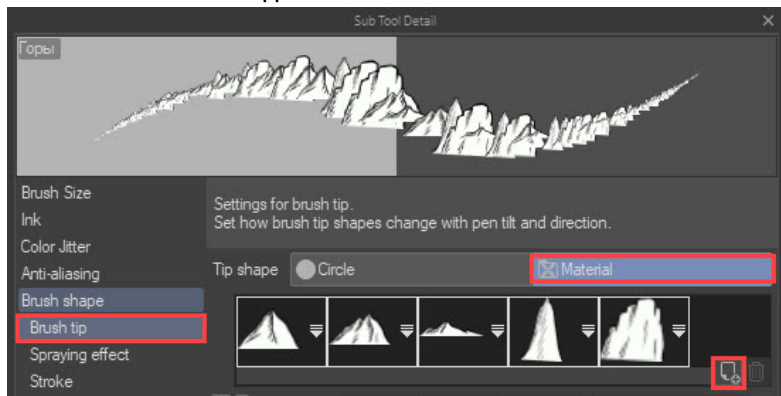 Sub Tool Detail
Горы
Brush Size
Ink
Color Jitter
Anti-aliasing
Brush shape
Brush tip
Spraying effect
Stroke
Settings for brush tip.
Set how brush tip shapes change with pen tilt and direction.
Tip shape Circle Material